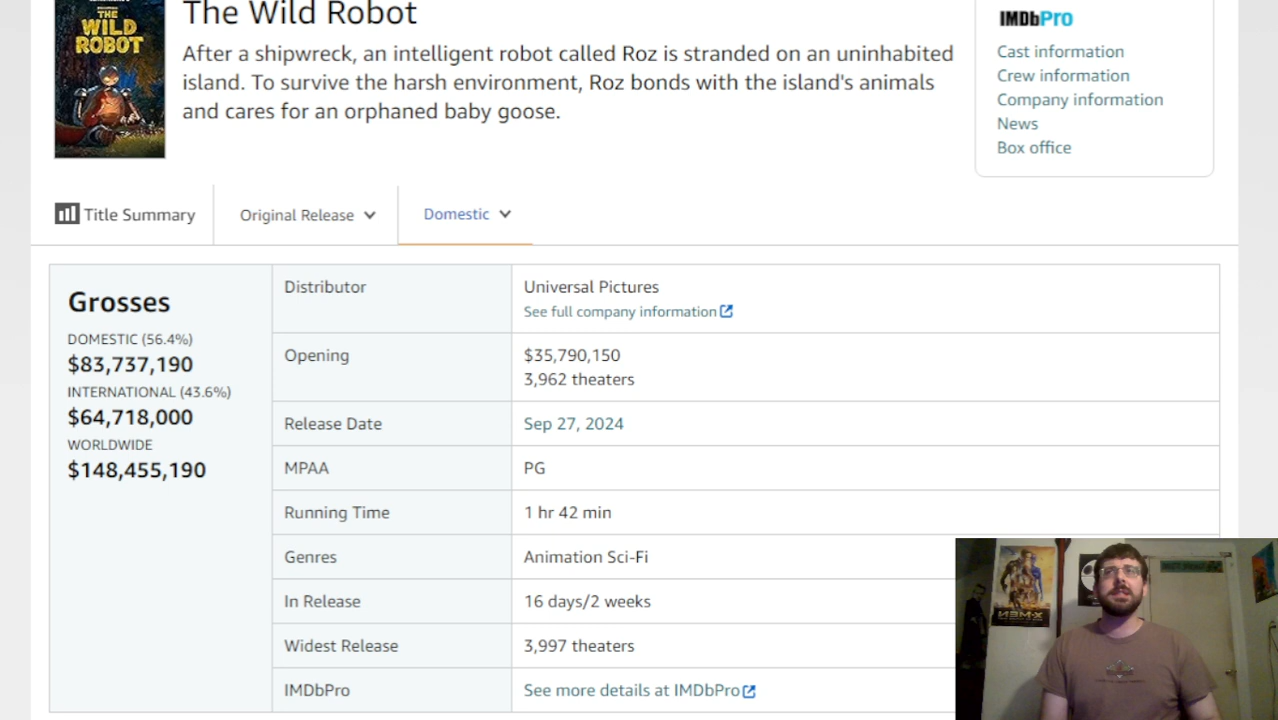 The Wild Robot
After a shipwreck, an intelligent robot called Roz is stranded on an uninhabited
island. To survive the harsh environment, Roz bonds with the island's animals
and cares for an orphaned baby goose.
THE
WILD
ROBOT
IMDbPro
Cast information
Crew information
Company information
News
Box office
Title Summary
Original Release
Domestic
Grosses
DOMESTIC (56.4%)
$83,737,190
INTERNATIONAL (43.6%)
$64,718,000
WORLDWIDE
$148,455,190
Distributor
Universal Pictures
See full company information
Opening
$35,790,150
3,962 theaters
Release Date
Sep 27, 2024
MPAA
PG
Running Time
1 hr 42 min
Genres
Animation Sci-Fi
In Release
16 days/2 weeks
Widest Release
3,997 theaters
IMDbPro
See more details at IMDbPro